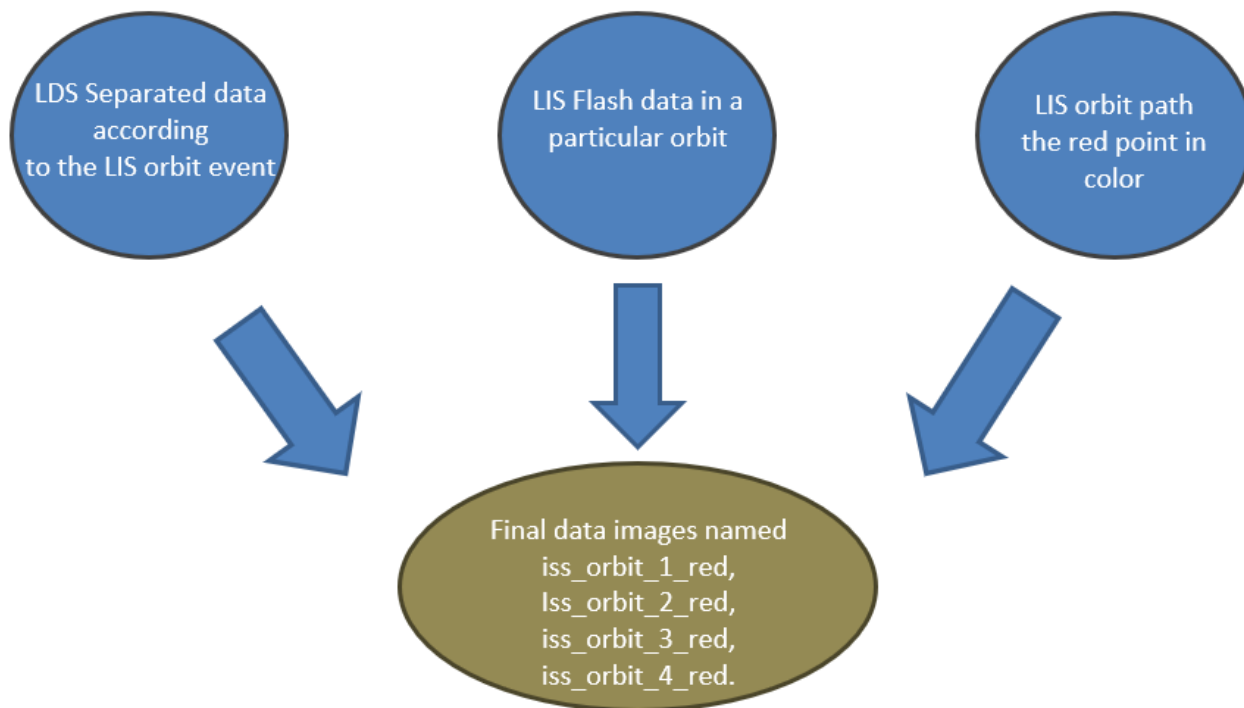 LDS Separated data
according
to the LIS orbit event
LIS Flash data in a
particular orbit
LIS orbit path
the red point in
color
Final data images named
iss_orbit_1_red,
Iss_orbit_2_red,
iss_orbit_3_red,
iss_orbit_4_red.